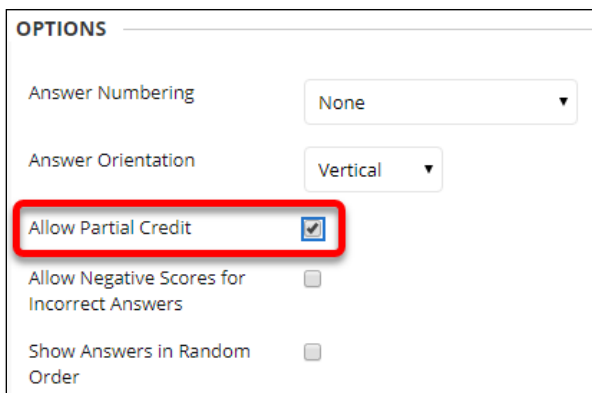 OPTIONS
Answer Numbering
None
Answer Orientation
Vertical
Allow Partial Credit
Allow Negative Scores for
Incorrect Answers
Show Answers in Random
Order